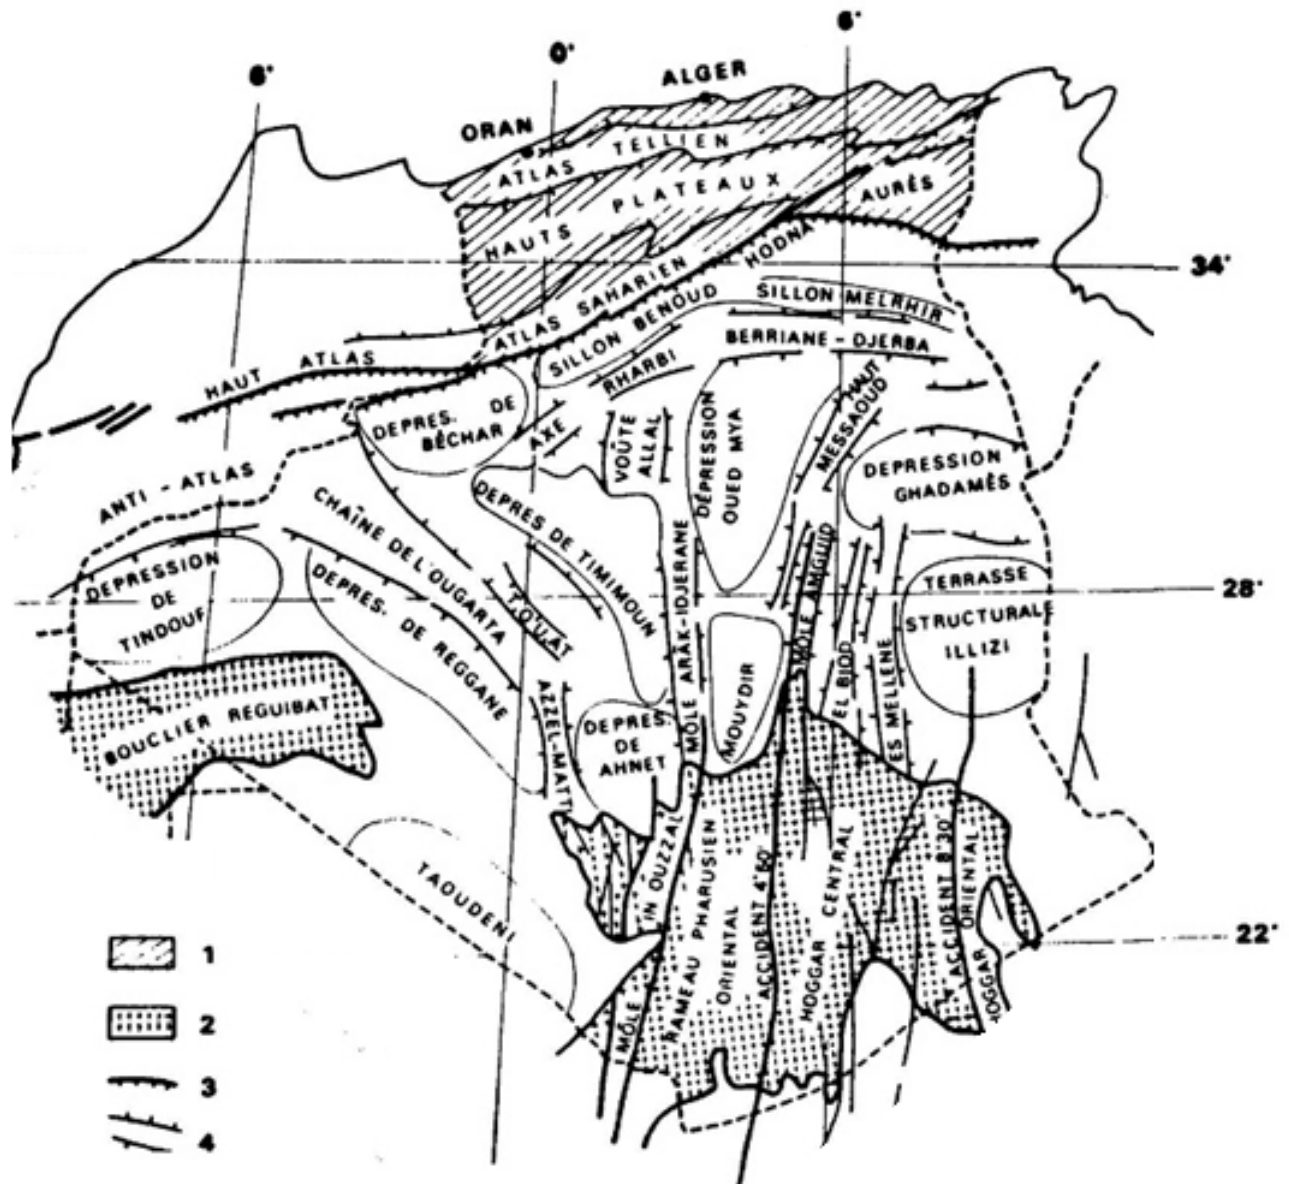 6°
0°
6°
ALGER
ORAN
ATLAS TELLIEN
HAUTS PLATEAUX
AURÈS
HODNA
34°
ATLAS SAHARIEN
SILLON BENOUD
SILLON MELRHIR
BERRIANE - DJERBA
HAUT ATLAS
RHARBI
AXE
DEPRES. DE
BÉCHAR
VOÛTE
ALLAL
DÉPRESSION
OUED MYA
HAUT
MESSAOUD
DEPRESSION
GHADAMÈS
ANTI - ATLAS
CHAÎNE DE L'OUGARTA
DEPRES DE TIMIMOUN
TOUAT
DEPRESSION
DE
TINDOUF
DEPRES. DE REGGANE
MÔLE ARAK-IDJERANE
MÔLE AMGUID
EL BIOD
ES MELLENE
TERRASSE
STRUCTURALE
ILLIZI
28°
BOUCLIER REGUIBAT
AZZEL-MATTI
DEPRES.
DE
AHNET
MOUYDIR
TAOUDENI
IN OUZZAL
MÔLE
RAMEAU PHARUSIEN
ORIENTAL
ACCIDENT 4°50'
HOGGAR CENTRAL
ACCIDENT 8°30'
HOGGAR ORIENTAL
22°
1
2
3
4